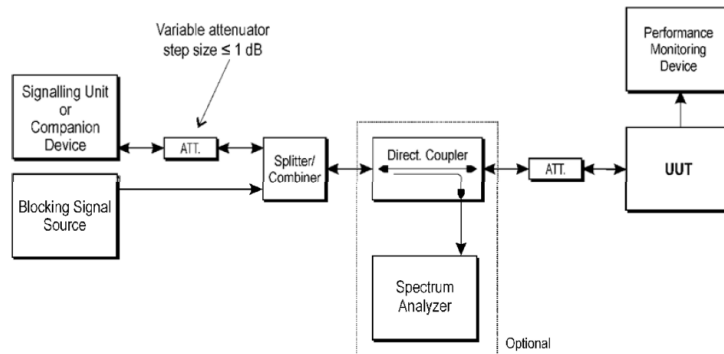 Variable attenuator
step size ≤ 1 dB
Performance
Monitoring
Device
Signalling Unit
or
Companion
Device
ATT.
Splitter/
Combiner
Direct. Coupler
ATT.
UUT
Blocking Signal
Source
Spectrum
Analyzer
Optional